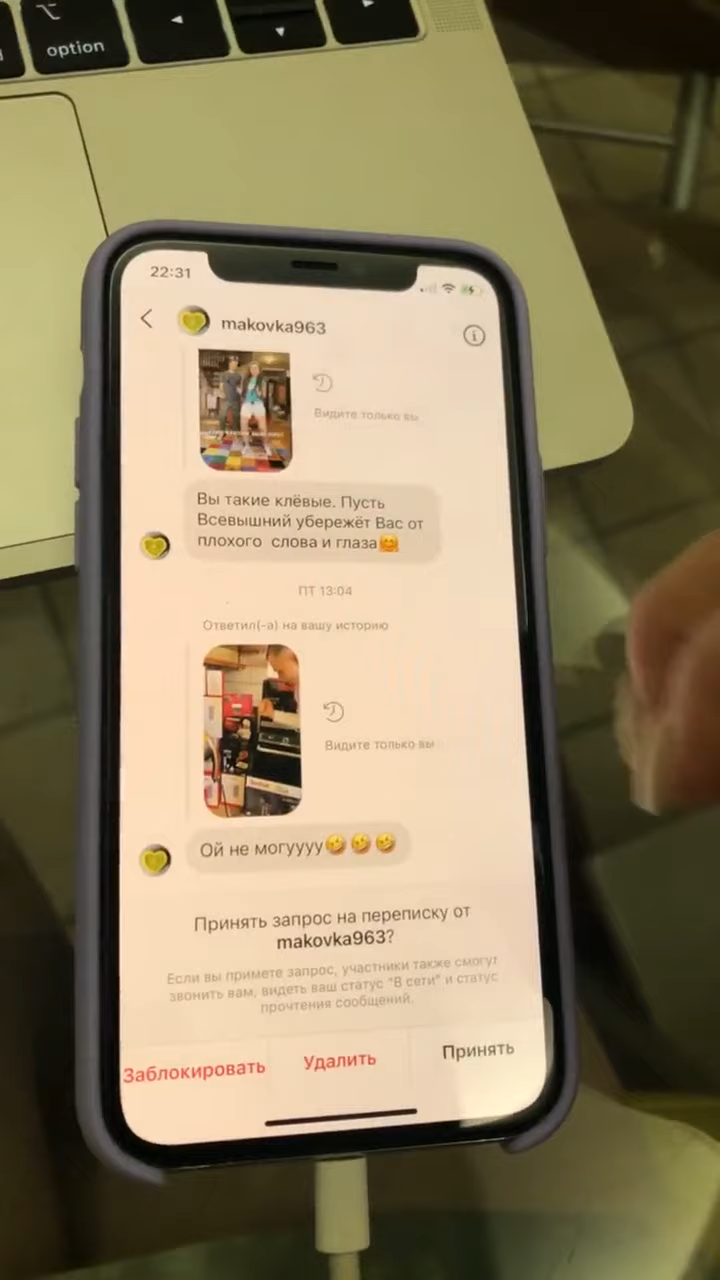 option
22:31
makovka963
Видите только вы
Вы такие клёвые. Пусть
Всевышний убережёт Вас от
плохого слова и глаза🤗
ПТ 13:04
Ответил(-а) на вашу историю
Видите только вы
Ой не могуууу🤣🤣🤣
Принять запрос на переписку от
makovka963?
Если вы примете запрос, участники также смогут
звонить вам, видеть ваш статус "В сети" и статус
прочтения сообщений.
Заблокировать
Удалить
Принять